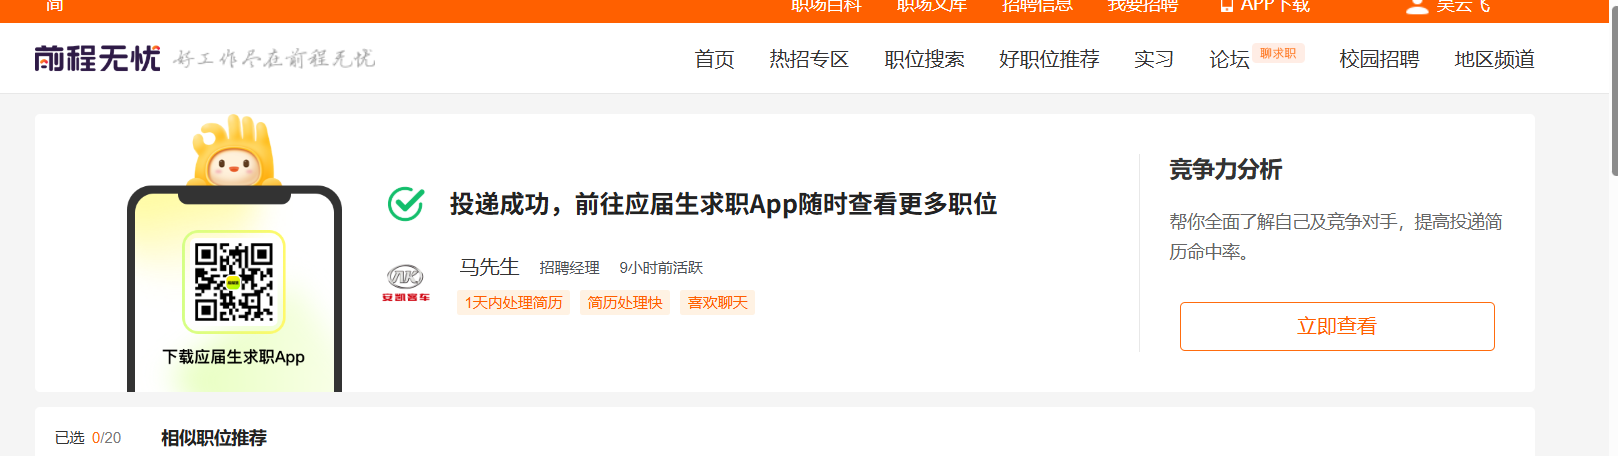 简
职场百科 职场文库 招聘信息 我要招聘 APP下载 吴云飞
前程无忧 好工作尽在前程无忧 首页 热招专区 职位搜索 好职位推荐 实习 论坛 聊求职 校园招聘 地区频道
投递成功，前往应届生求职App随时查看更多职位
马先生 招聘经理 9小时前活跃
安凯客车
1天内处理简历 简历处理快 喜欢聊天
下载应届生求职App
竞争力分析
帮你全面了解自己及竞争对手，提高投递简
历命中率。
立即查看
已选 0/20 相似职位推荐